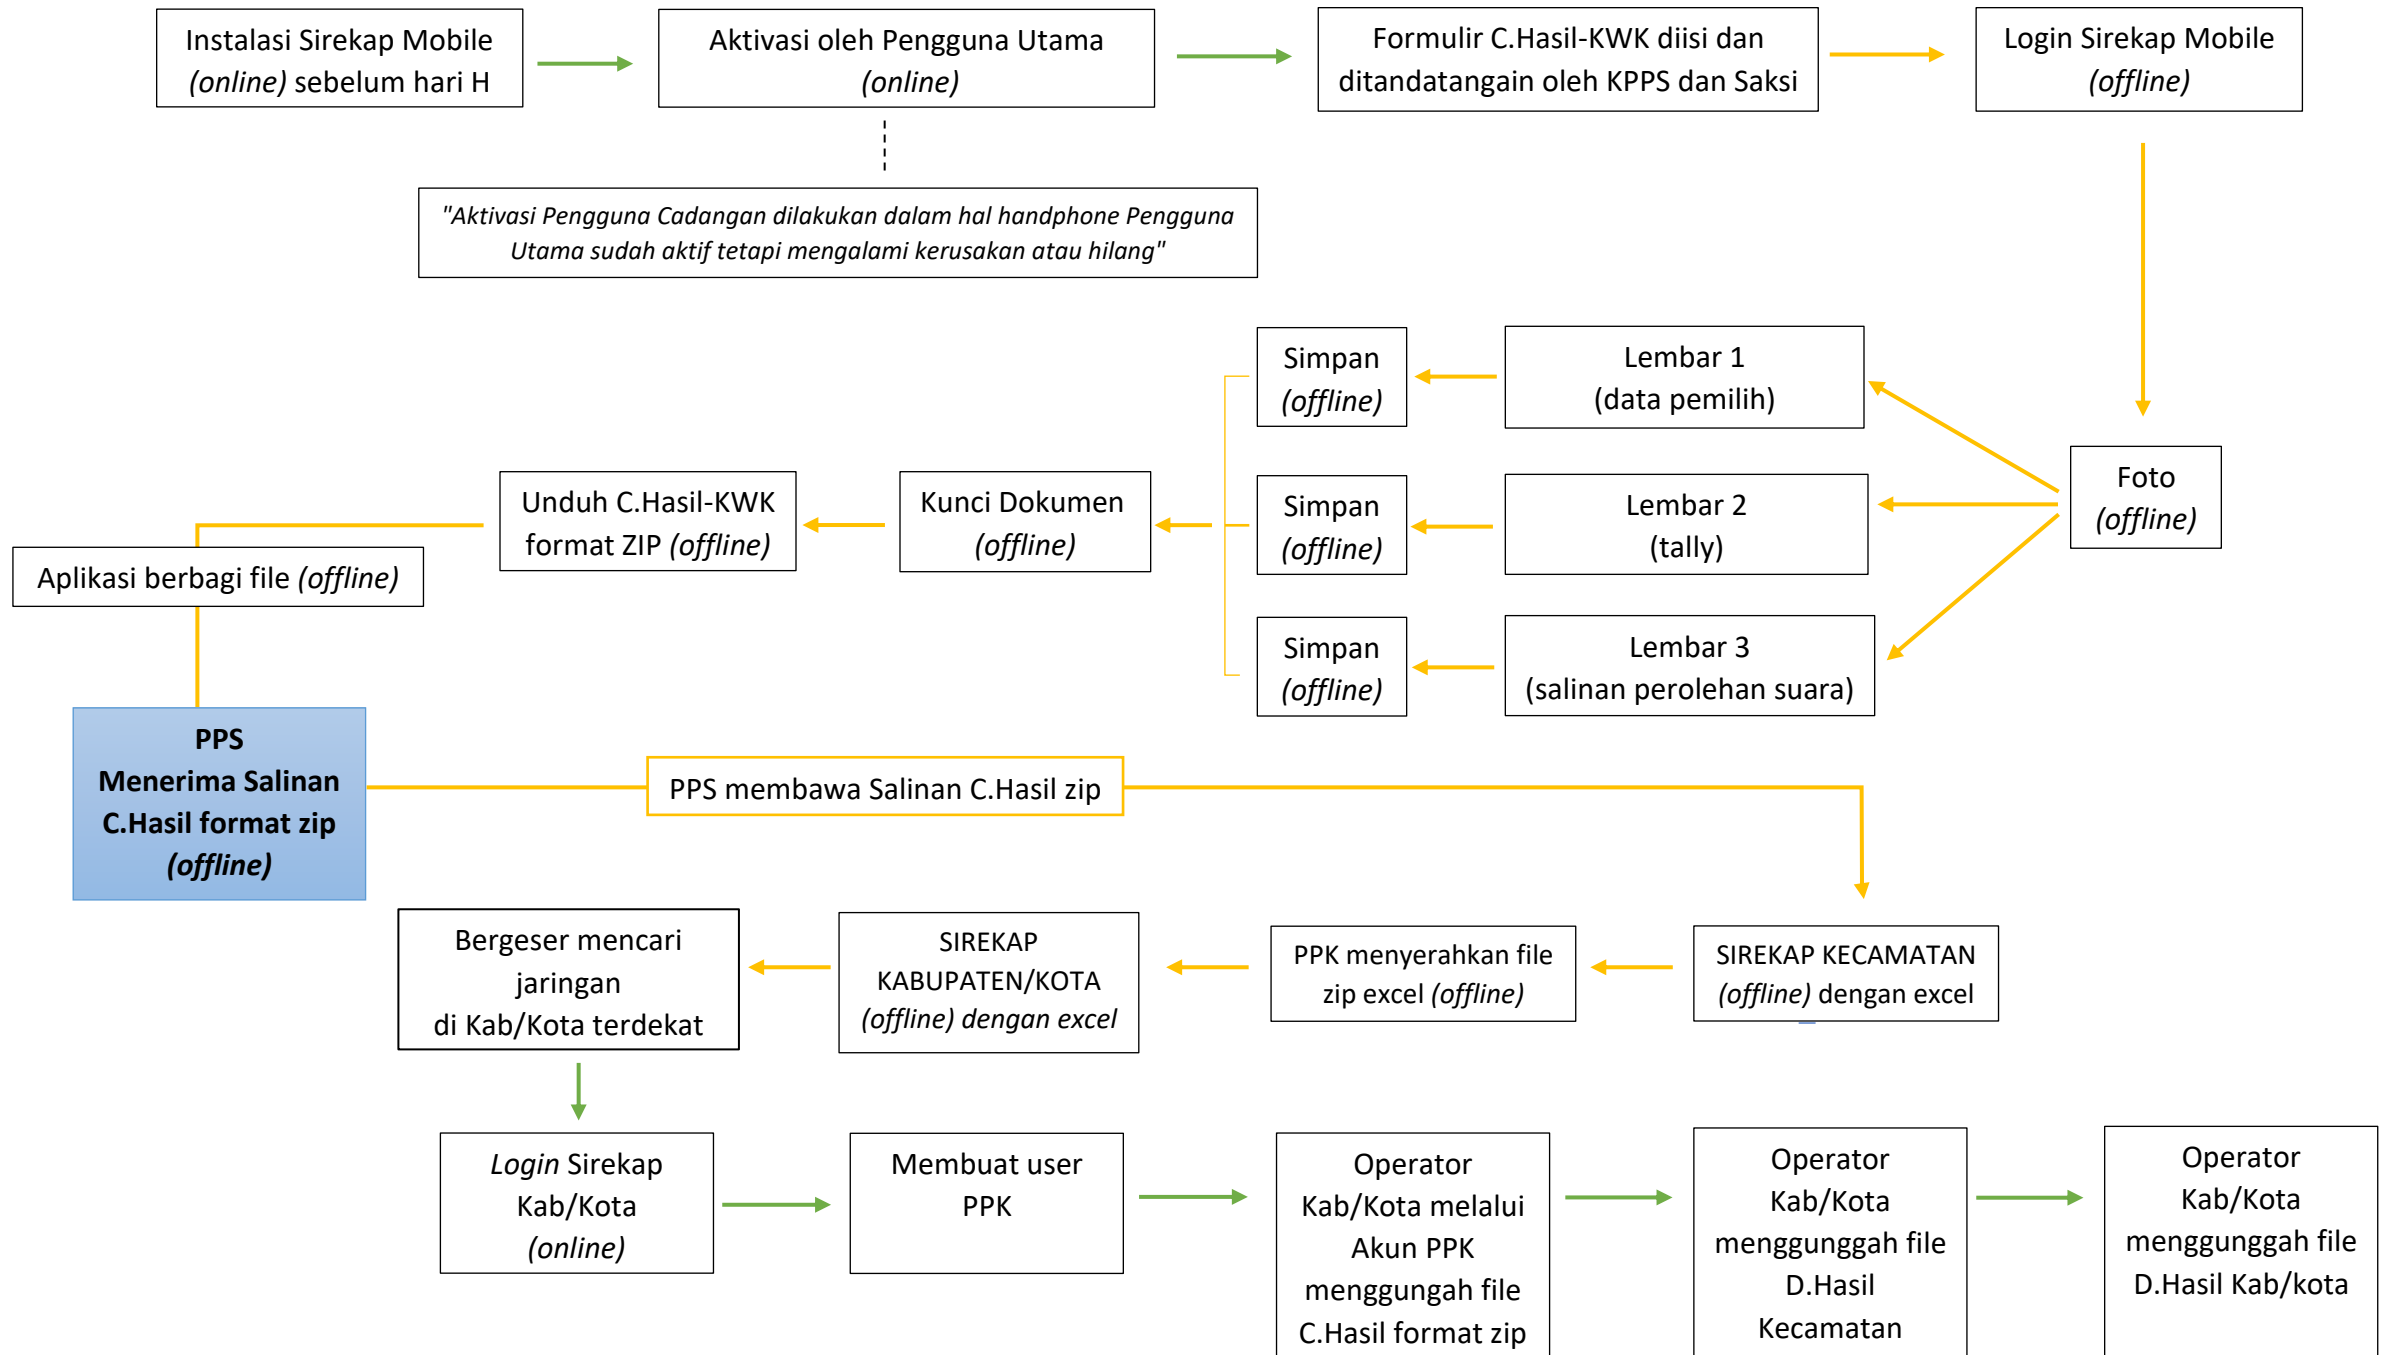 Instalasi Sirekap Mobile
(online) sebelum hari H
Aktivasi oleh Pengguna Utama
(online)
Formulir C.Hasil-KWK diisi dan
ditandatangain oleh KPPS dan Saksi
Login Sirekap Mobile
(offline)
"Aktivasi Pengguna Cadangan dilakukan dalam hal handphone Pengguna
Utama sudah aktif tetapi mengalami kerusakan atau hilang"
Foto
(offline)
Lembar 1
(data pemilih)
Simpan
(offline)
Lembar 2
(tally)
Simpan
(offline)
Lembar 3
(salinan perolehan suara)
Simpan
(offline)
Kunci Dokumen
(offline)
Unduh C.Hasil-KWK
format ZIP (offline)
Aplikasi berbagi file (offline)
PPS
Menerima Salinan
C.Hasil format zip
(offline)
PPS membawa Salinan C.Hasil zip
SIREKAP KECAMATAN
(offline) dengan excel
PPK menyerahkan file
zip excel (offline)
SIREKAP
KABUPATEN/KOTA
(offline) dengan excel
Bergeser mencari
jaringan
di Kab/Kota terdekat
Login Sirekap
Kab/Kota
(online)
Membuat user
PPK
Operator
Kab/Kota melalui
Akun PPK
menggungah file
C.Hasil format zip
Operator
Kab/Kota
menggunggah file
D.Hasil
Kecamatan
Operator
Kab/Kota
menggunggah file
D.Hasil Kab/kota